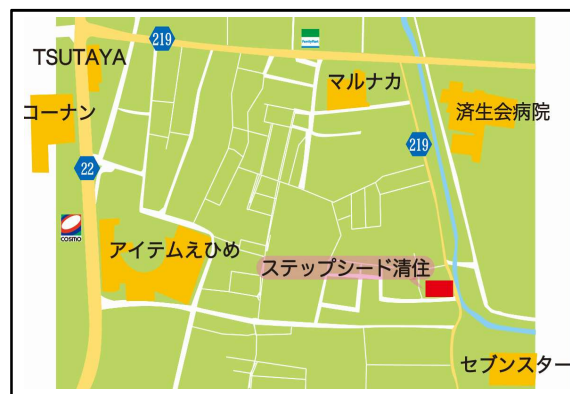 219
FamilyMart
TSUTAYA
マルナカ
コーナン
済生会病院
219
22
COSMO
アイテムえひめ
ステップシード清住
セブンスター